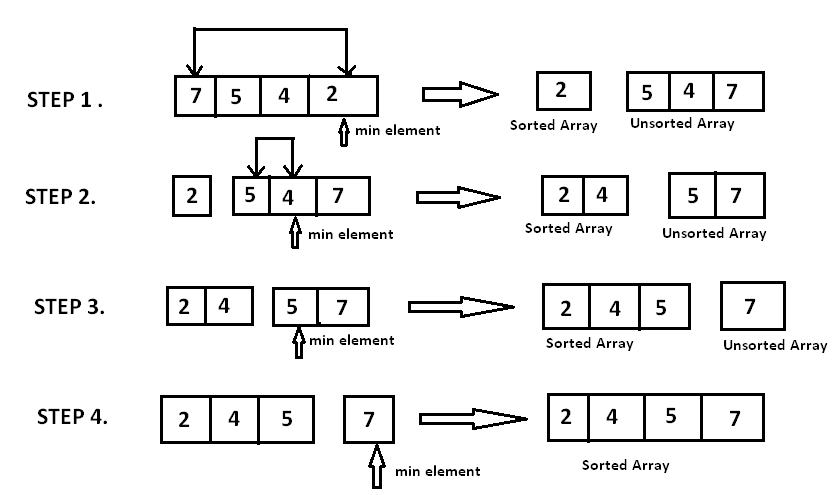 STEP 1 .
7 5 4 2
min element
2
Sorted Array
5 4 7
Unsorted Array
STEP 2.
2
5 4 7
min element
2 4
Sorted Array
5 7
Unsorted Array
STEP 3.
2 4
5 7
min element
2 4 5
Sorted Array
7
Unsorted Array
STEP 4.
2 4 5
7
min element
2 4 5 7
Sorted Array